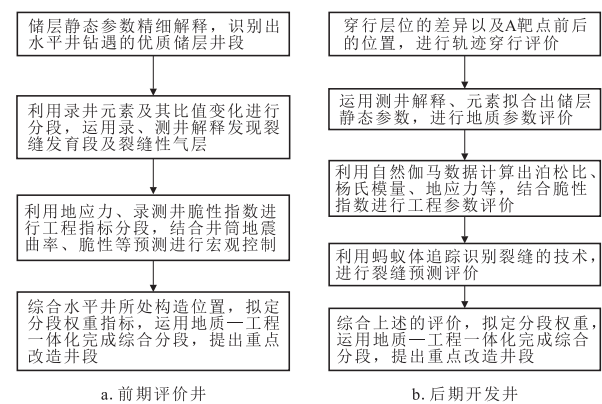 储层静态参数精细解释，识别出
水平井钻遇的优质储层井段
利用录井元素及其比值变化进行
分段，运用录、测井解释发现裂
缝发育段及裂缝性气层
利用地应力、录测井脆性指数进
行工程指标分段，结合井筒地震
曲率、脆性等预测进行宏观控制
综合水平井所处构造位置，拟定
分段权重指标，运用地质—工程
一体化完成综合分段，提出重点
改造井段
a. 前期评价井
穿行层位的差异以及A靶点前后
的位置，进行轨迹穿行评价
运用测井解释、元素拟合出储层
静态参数，进行地质参数评价
利用自然伽马数据计算出泊松比、
杨氏模量、地应力等，结合脆性
指数进行工程参数评价
利用蚂蚁体追踪识别裂缝的技术，
进行裂缝预测评价
综合上述的评价，拟定分段权重，
运用地质—工程一体化完成综合
分段，提出重点改造井段
b. 后期开发井